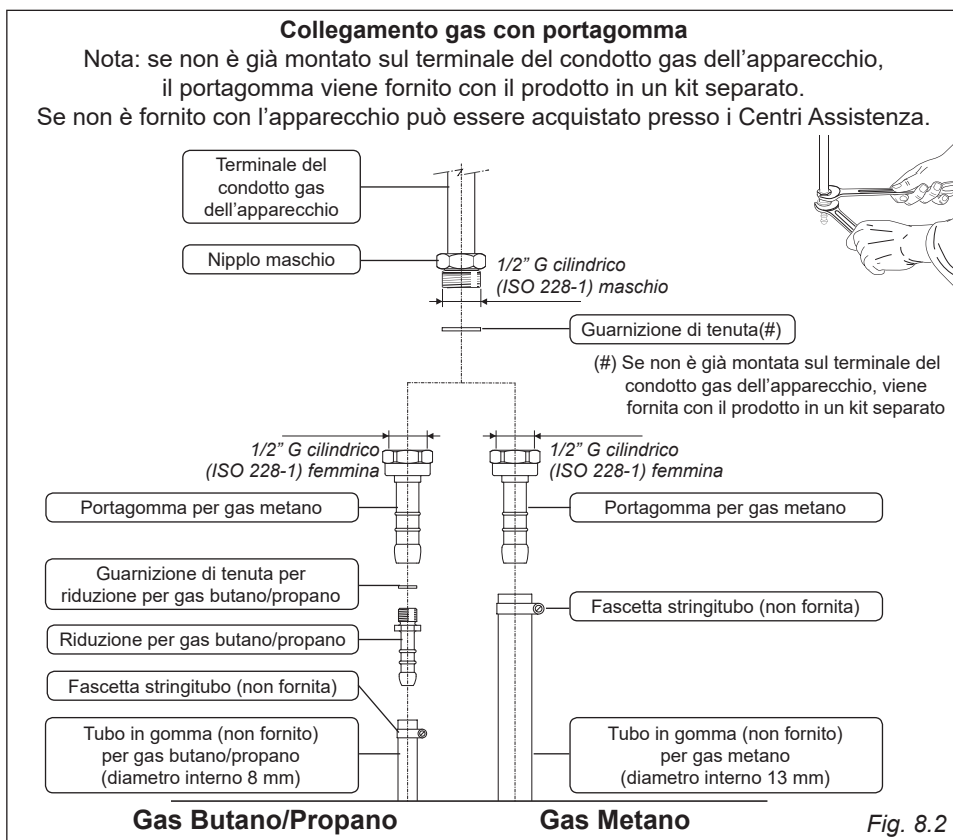 Collegamento gas con portagomma
Nota: se non è già montato sul terminale del condotto gas dell’apparecchio,
il portagomma viene fornito con il prodotto in un kit separato.
Se non è fornito con l’apparecchio può essere acquistato presso i Centri Assistenza.
Terminale del
condotto gas
dell’apparecchio
Nipplo maschio
1/2” G cilindrico
(ISO 228-1) maschio
Guarnizione di tenuta(#)
(#) Se non è già montata sul terminale del
condotto gas dell’apparecchio, viene
fornita con il prodotto in un kit separato
1/2” G cilindrico
(ISO 228-1) femmina
1/2” G cilindrico
(ISO 228-1) femmina
Portagomma per gas metano
Portagomma per gas metano
Guarnizione di tenuta per
riduzione per gas butano/propano
Fascetta stringitubo (non fornita)
Riduzione per gas butano/propano
Fascetta stringitubo (non fornita)
Tubo in gomma (non fornito)
per gas butano/propano
(diametro interno 8 mm)
Tubo in gomma (non fornito)
per gas metano
(diametro interno 13 mm)
Gas Butano/Propano
Gas Metano
Fig. 8.2